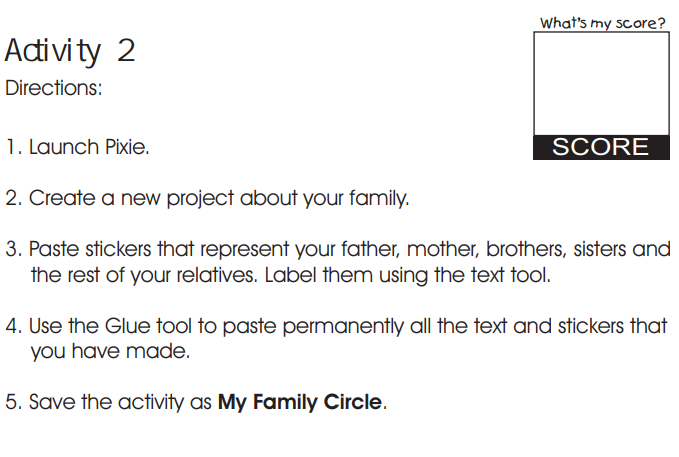 What's my score?
Activity 2
Directions:
SCORE
1. Launch Pixie.
2. Create a new project about your family.
3. Paste stickers that represent your father, mother, brothers, sisters and
the rest of your relatives. Label them using the text tool.
4. Use the Glue tool to paste permanently all the text and stickers that
you have made.
5. Save the activity as My Family Circle.